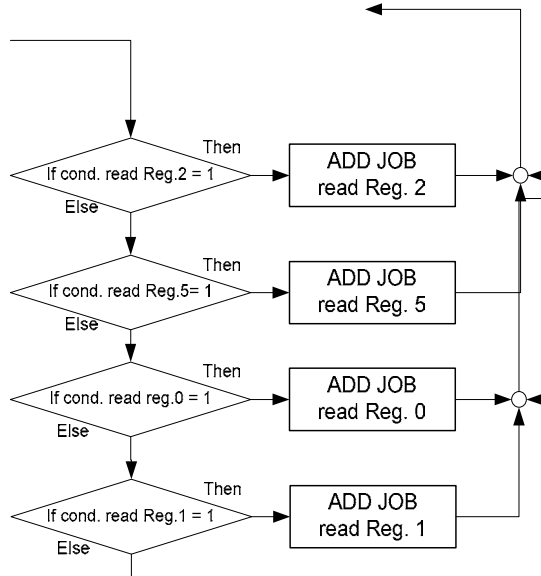 Then
If cond. read Reg.2 = 1
ADD JOB
read Reg. 2
Else
Then
If cond. read Reg.5= 1
ADD JOB
read Reg. 5
Else
Then
If cond. read reg.0 = 1
ADD JOB
read Reg. 0
Else
Then
If cond. read Reg.1 = 1
ADD JOB
read Reg. 1
Else